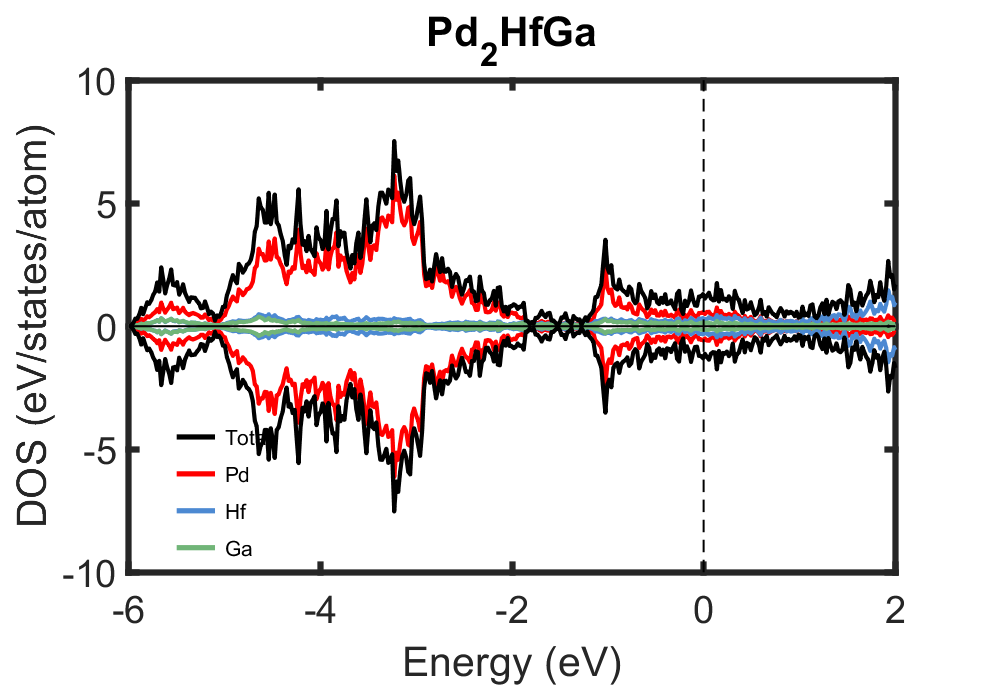 Pd2HfGa
10
5
0
-5
-10
DOS (eV/states/atom)
Total
Pd
Hf
Ga
-6
-4
-2
0
2
Energy (eV)